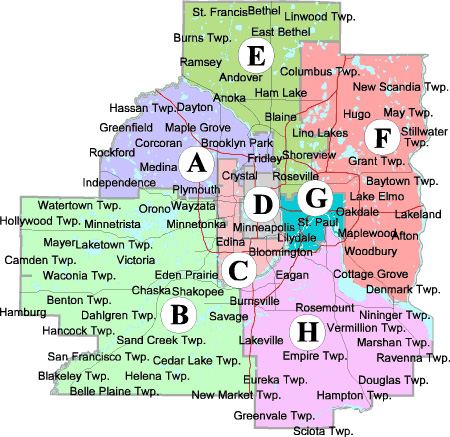 St. Francis Bethel
Linwood Twp.
East Bethel
Burns Twp.
E
Ramsey
Columbus Twp.
Andover
New Scandia Twp.
Ham Lake
Anoka
Hassan Twp. Dayton
Blaine
Hugo May Twp.
Greenfield Maple Grove
Lino Lakes F Stillwater
Twp.
Corcoran Brooklyn Park
Rockford A Fridley Shoreview
Grant Twp.
Medina Crystal
Roseville Baytown Twp.
Independence
Plymouth G
Lake Elmo
Watertown Twp. Orono Wayzata D
Oakdale Lakeland
Hollywood Twp. Minnetrista Minnetonka
St. Paul
Minneapolis
Maplewood Afton
Mayer Laketown Twp. Edina Lilydale
Camden Twp. Victoria
Bloomington Woodbury
C
Waconia Twp. Eden Prairie Eagan Cottage Grove
Chaska Shakopee
Denmark Twp.
Benton Twp. Burnsville
Hamburg Dahlgren Twp. B Savage
Rosemount Nininger Twp.
Hancock Twp.
H Vermillion Twp.
Sand Creek Twp. Lakeville Marshan Twp.
San Francisco Twp. Cedar Lake Twp. Empire Twp. Ravenna Twp.
Blakeley Twp. Helena Twp. Eureka Twp. Douglas Twp.
Belle Plaine Twp. New Market Twp. Hampton Twp.
Greenvale Twp.
Sciota Twp.